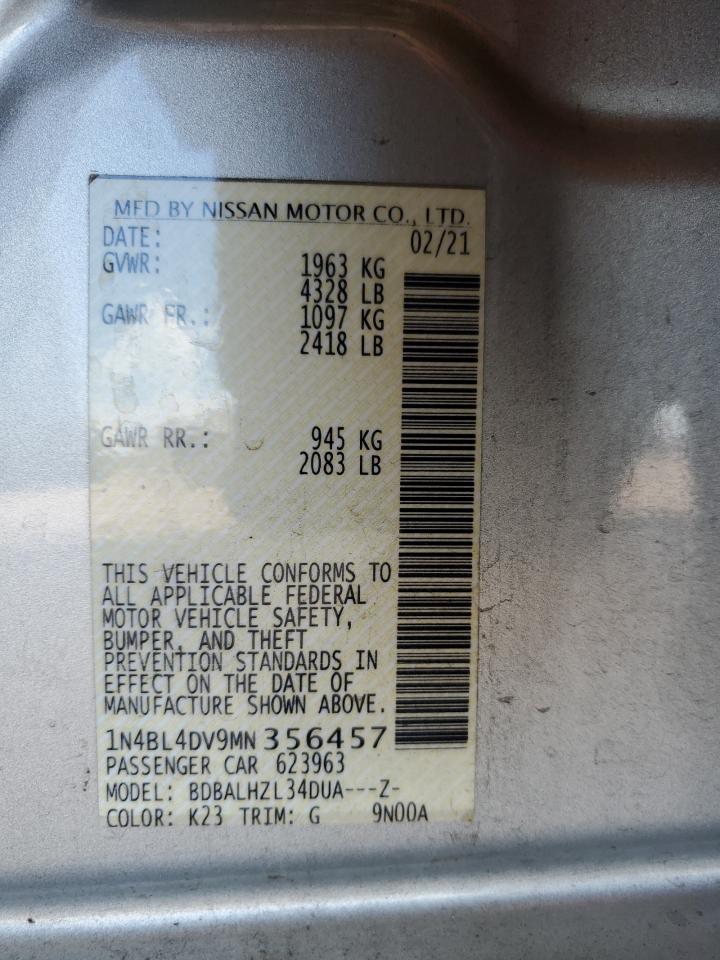 MFD BY NISSAN MOTOR CO., LTD.
DATE: 02/21
GVWR: 1963 KG
4328 LB
GAWR FR.: 1097 KG
2418 LB
GAWR RR.: 945 KG
2083 LB
THIS VEHICLE CONFORMS TO
ALL APPLICABLE FEDERAL
MOTOR VEHICLE SAFETY,
BUMPER, AND THEFT
PREVENTION STANDARDS IN
EFFECT ON THE DATE OF
MANUFACTURE SHOWN ABOVE.
1N4BL4DV9MN 356457
PASSENGER CAR 623963
MODEL: BDBALHZL34DUA---Z-
COLOR: K23 TRIM: G 9N00A